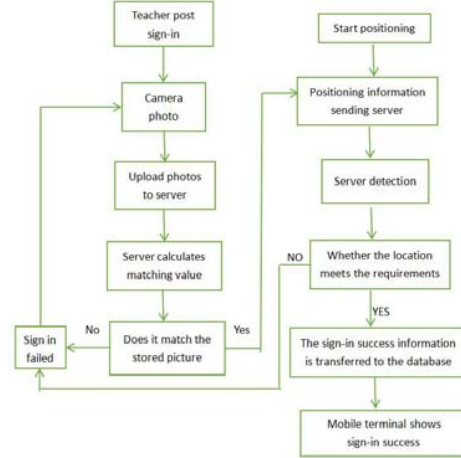 Teacher post
sign-in
Camera
photo
Upload photos
to server
Server calculates
matching value
No
Does it match the
stored picture
Yes
Sign in
failed
Start positioning
Positioning information
sending server
Server detection
NO
Whether the location
meets the requirements
YES
The sign-in success information
is transferred to the database
Mobile terminal shows
sign-in success